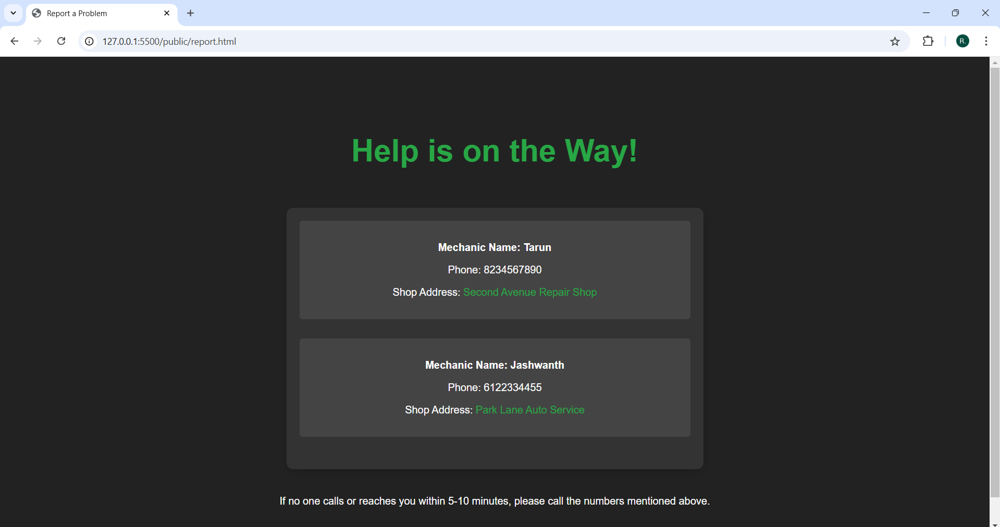 Report a Problem
127.0.0.1:5500/public/report.html
R.
Help is on the Way!
Mechanic Name: Tarun
Phone: 8234567890
Shop Address: Second Avenue Repair Shop
Mechanic Name: Jashwanth
Phone: 6122334455
Shop Address: Park Lane Auto Service
If no one calls or reaches you within 5-10 minutes, please call the numbers mentioned above.